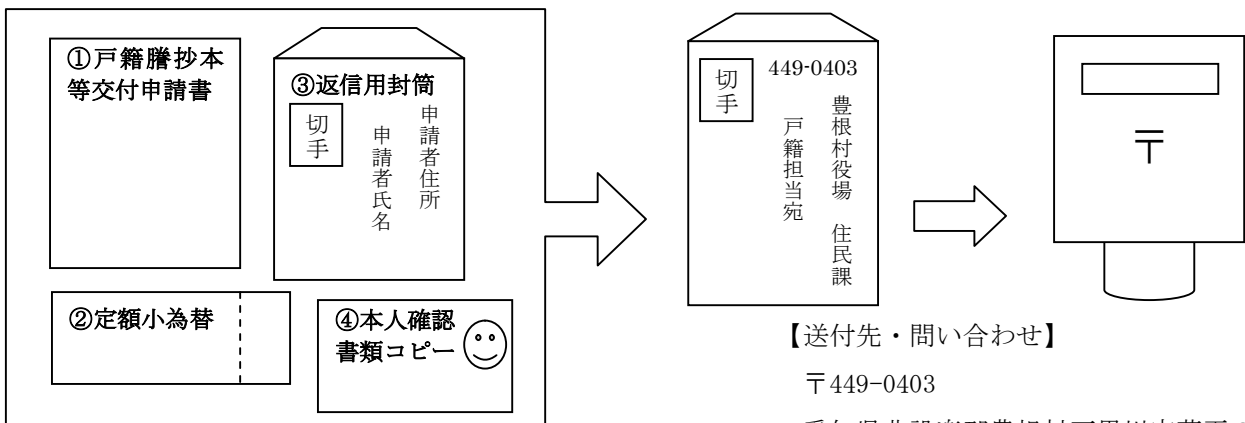 ①戸籍謄抄本
等交付申請書
③返信用封筒
切手
申請者住所
申請者氏名
②定額小為替
④本人確認
書類コピー
切手
449-0403
豊根村役場 住民課
戸籍担当宛
〒
【送付先・問い合わせ】
〒449-0403